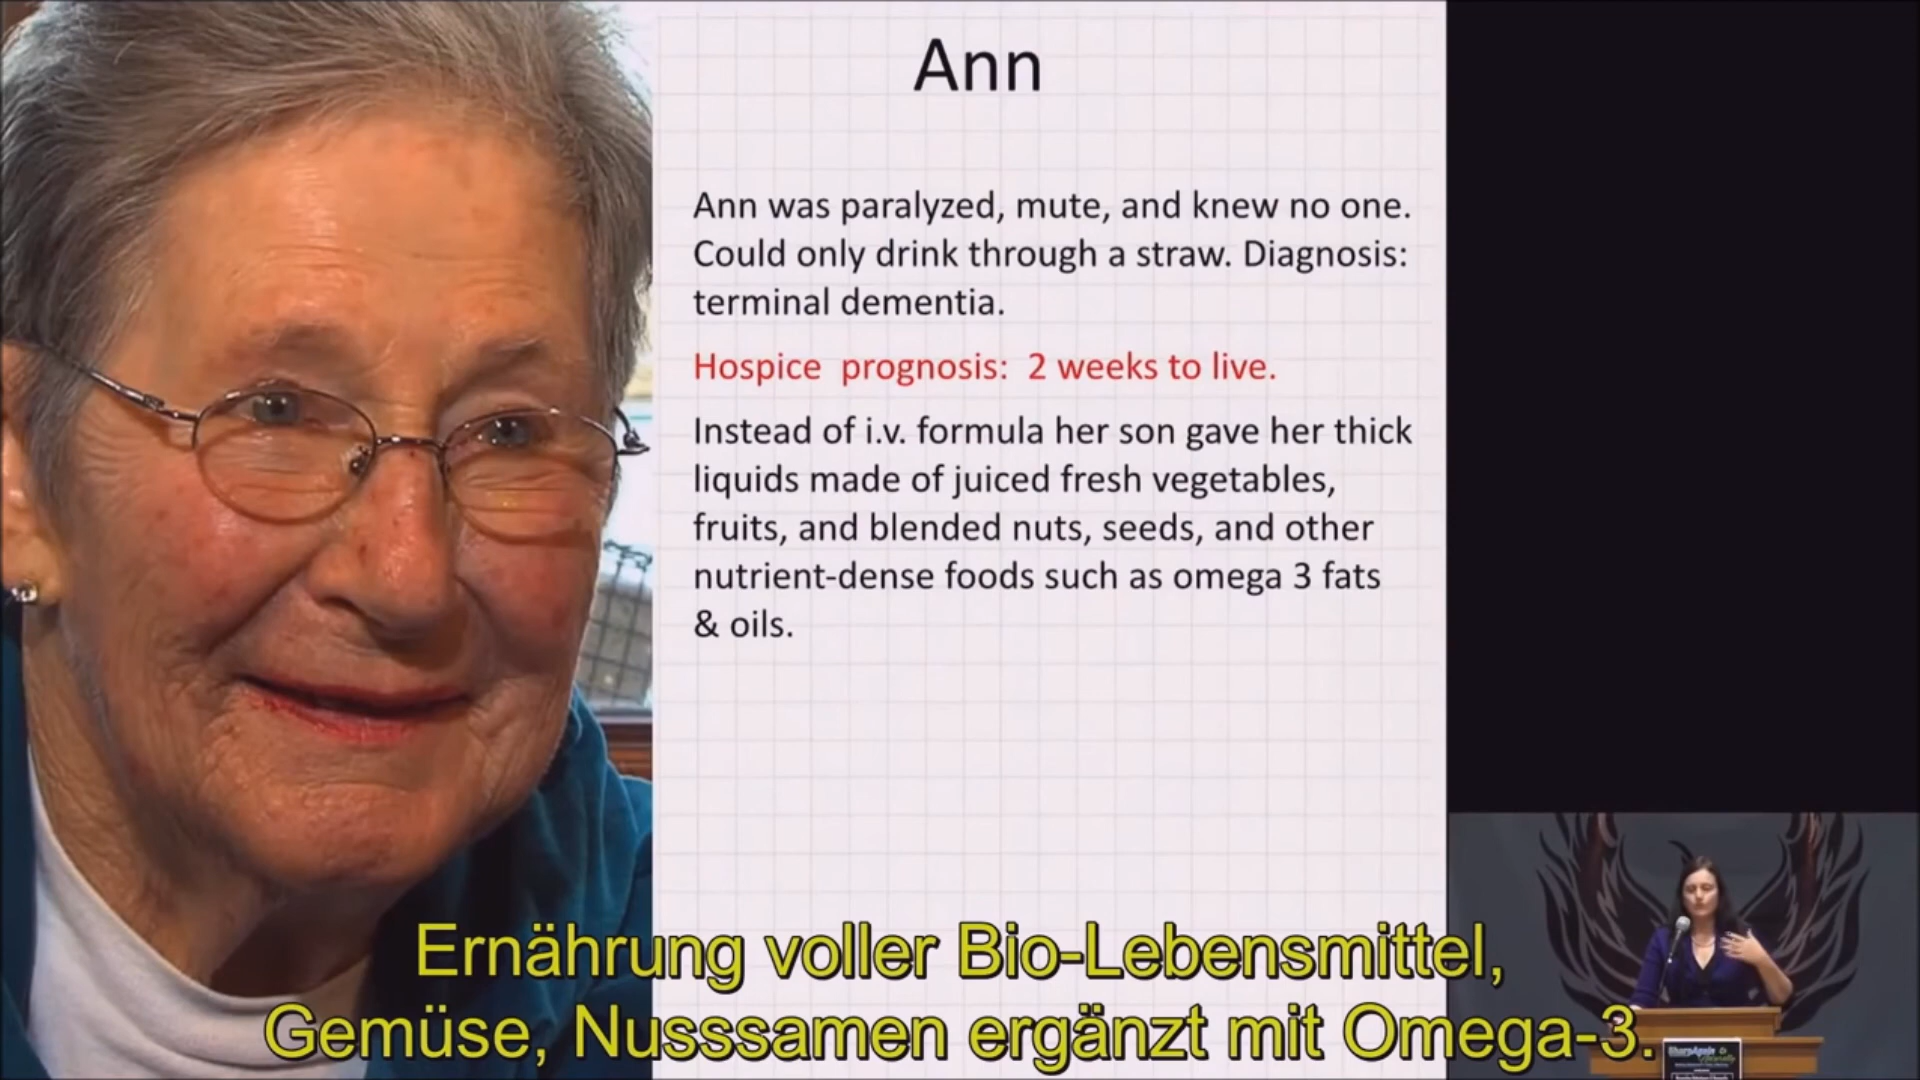 Ann
Ann was paralyzed, mute, and knew no one.
Could only drink through a straw. Diagnosis:
terminal dementia.
Hospice prognosis: 2 weeks to live.
Instead of i.v. formula her son gave her thick
liquids made of juiced fresh vegetables,
fruits, and blended nuts, seeds, and other
nutrient-dense foods such as omega 3 fats
& oils.
Ernährung voller Bio-Lebensmittel,
Gemüse, Nusssamen ergänzt mit Omega-3.